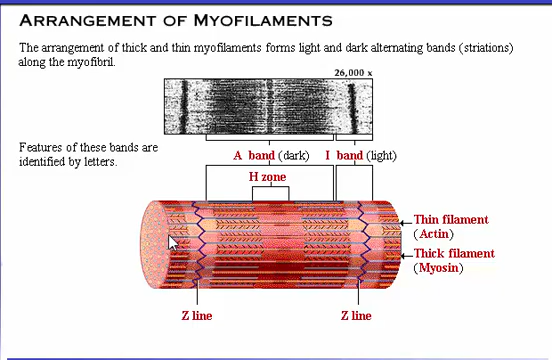 ARRANGEMENT OF MYOFILAMENTS
The arrangement of thick and thin myofilaments forms light and dark alternating bands (striations)
along the myofibril.
26,000 x
Features of these bands are
identified by letters.
A band (dark)
I band (light)
H zone
Thin filament
(Actin)
Thick filament
(Myosin)
Z line
Z line